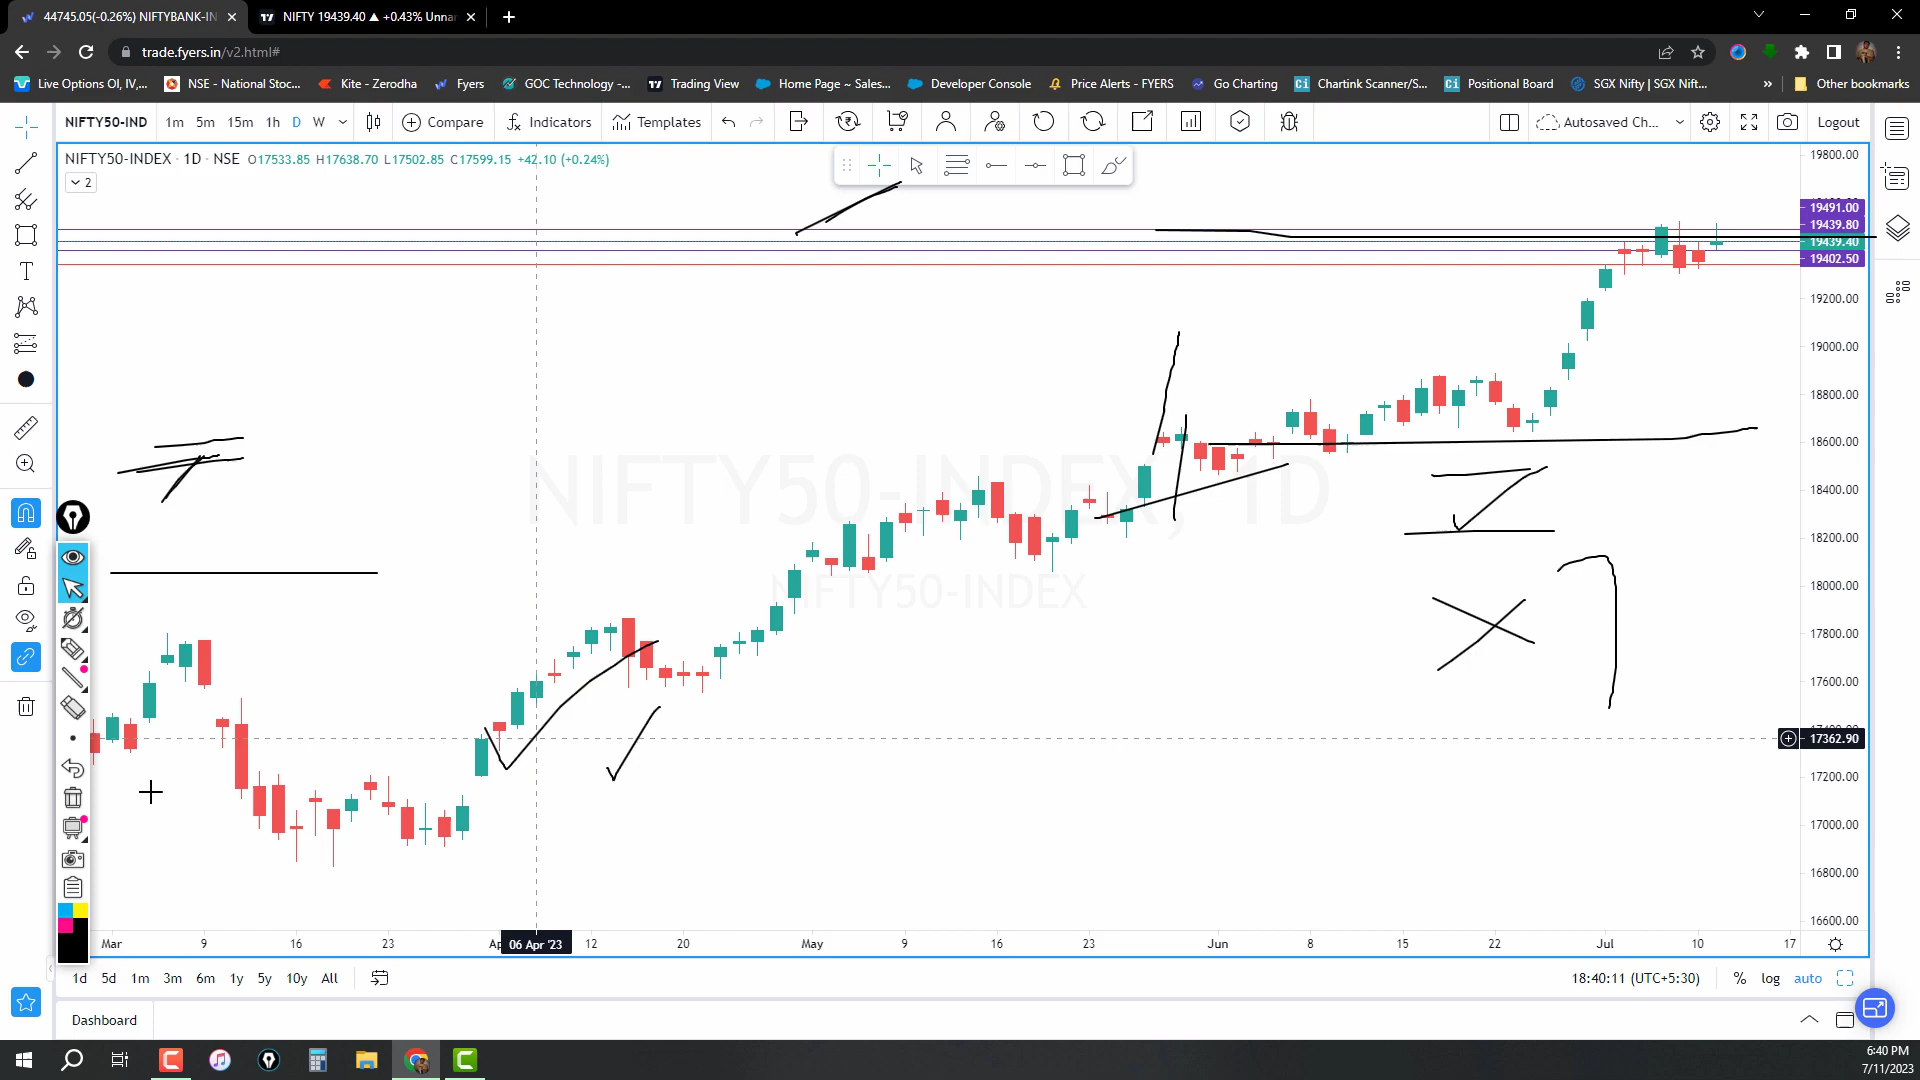 44745.05(-0.26%) NIFTYBANK-IN
NIFTY 19439.40 ▲ +0.43% Unnar
trade.fyers.in/v2.html#
Live Options OI, IV,...
NSE - National Stoc...
Kite - Zerodha
Fyers
GOC Technology -...
Trading View
Home Page ~ Sales...
Developer Console
Price Alerts - FYERS
Go Charting
Chartink Scanner/S...
Positional Board
SGX Nifty | SGX Nift...
»
Other bookmarks
NIFTY50-IND 1m 5m 15m 1h D W
Compare
Indicators
Templates
Autosaved Ch...
Logout
NIFTY50-INDEX · 1D · NSE O17533.85 H17638.70 L17502.85 C17599.15 +42.10 (+0.24%)
2
19800.00
19491.00
19439.80
19439.40
19402.50
19200.00
19000.00
18800.00
18600.00
18400.00
18200.00
18000.00
17800.00
17600.00
17362.90
17200.00
17000.00
16800.00
16600.00
NIFTY50-INDEX, 1D
NIFTY50-INDEX
Mar 9 16 23 Ap 06 Apr '23 12 20 May 9 16 23 Jun 8 15 22 Jul 10 17
1d 5d 1m 3m 6m 1y 5y 10y All
18:40:11 (UTC+5:30) % log auto
Dashboard
6:40 PM
7/11/2023